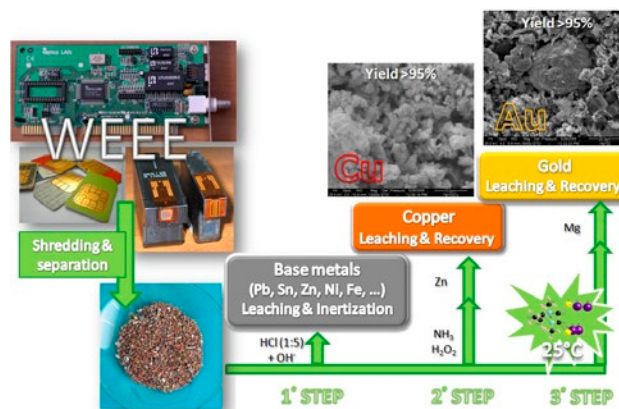 WEEE
Shredding &
separation
Base metals
(Pb, Sn, Zn, Ni, Fe, ...)
Leaching & Inertization
HCl (1:5)
+ OH⁻
1° STEP
Yield >95%
Cu
Copper
Leaching & Recovery
Zn
NH₃
H₂O₂
2° STEP
Yield >95%
Au
Gold
Leaching & Recovery
Mg
25°C
3° STEP